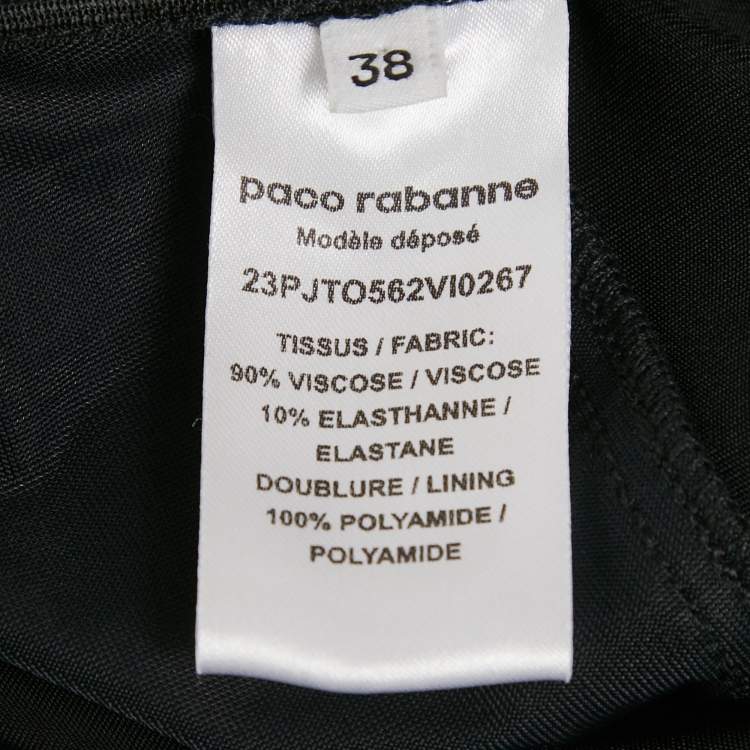 38
paco rabanne
Modèle déposé
23PJTO562VI0267
TISSUS / FABRIC:
90% VISCOSE / VISCOSE
10% ELASTHANNE /
ELASTANE
DOUBLURE / LINING
100% POLYAMIDE /
POLYAMIDE